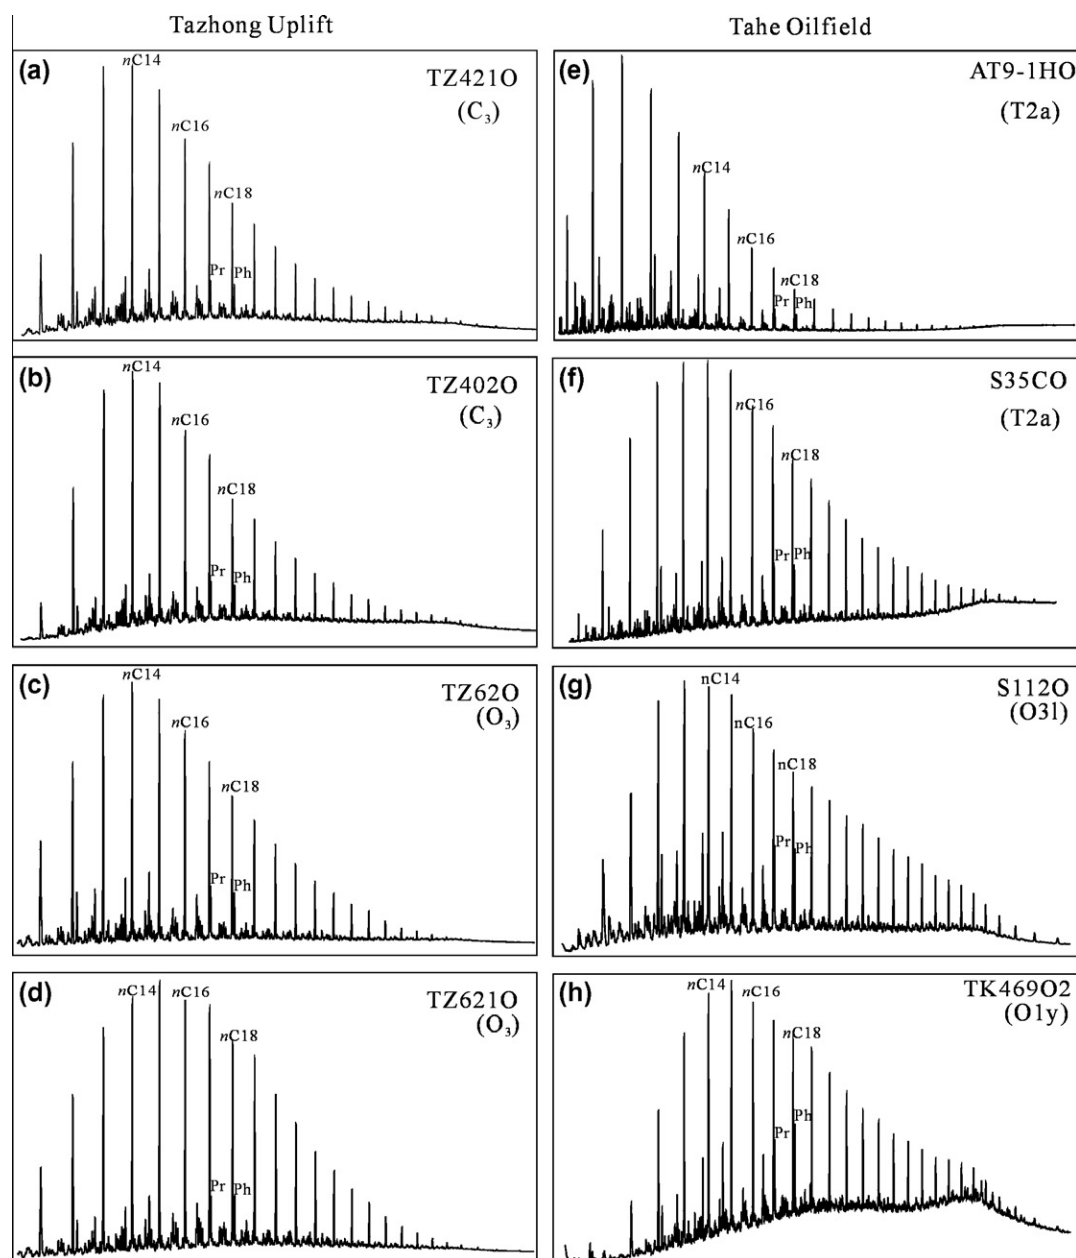 Tazhong Uplift
Tahe Oilfield
(a)
nC14
TZ421O
(C3)
nC16
nC18
Pr
Ph
(b)
nC14
TZ402O
(C3)
nC16
nC18
Pr
Ph
(c)
nC14
TZ62O
(O3)
nC16
nC18
Pr
Ph
(d)
nC14
nC16
TZ621O
(O3)
nC18
Pr
Ph
(e)
AT9-1HO
(T2a)
nC14
nC16
nC18
Pr
Ph
(f)
S35CO
(T2a)
nC16
nC18
Pr
Ph
(g)
nC14
S112O
(O3l)
nC16
nC18
Pr
Ph
(h)
nC14
nC16
TK469O2
(O1y)
nC18
Ph
Pr